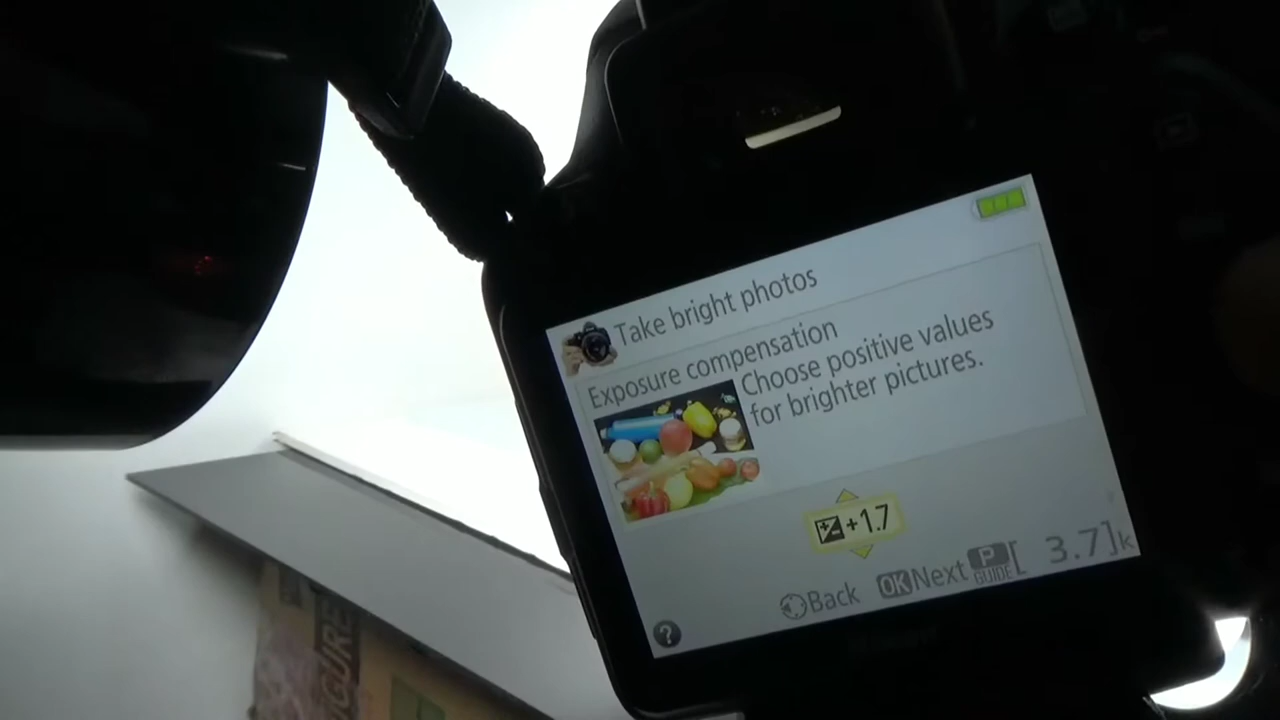 Take bright photos
Exposure compensation
Choose positive values
for brighter pictures.
+1.7
Back OK Next P GUIDE [ 3.7]k
?